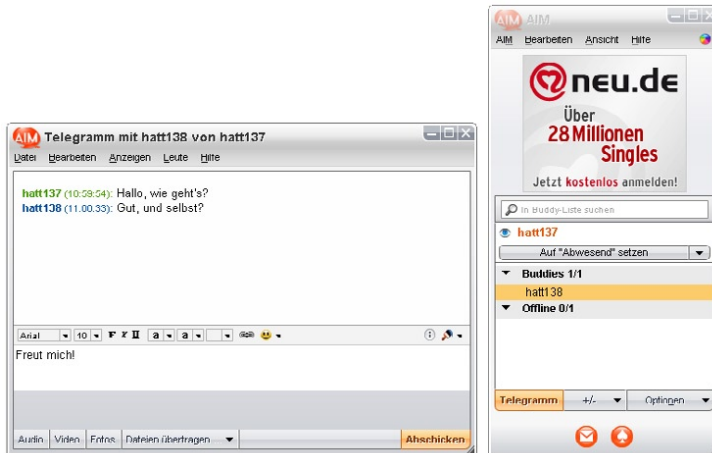 AIM
Telegramm mit hatt138 von hatt137
Datei Bearbeiten Anzeigen Leute Hilfe
hatt137 (10:59:54): Hallo, wie geht's?
hatt138 (11.00.33): Gut, und selbst?
Arial 10 F K U a a
Freut mich!
Audio Video Fotos Dateien übertragen Abschicken
AIM AIM
AIM Bearbeiten Ansicht Hilfe
neu.de
Über
28 Millionen
Singles
Jetzt kostenlos anmelden!
In Buddy-Liste suchen
hatt137
Auf "Abwesend" setzen
Buddies 1/1
hatt138
Offline 0/1
Telegramm +/- Optionen